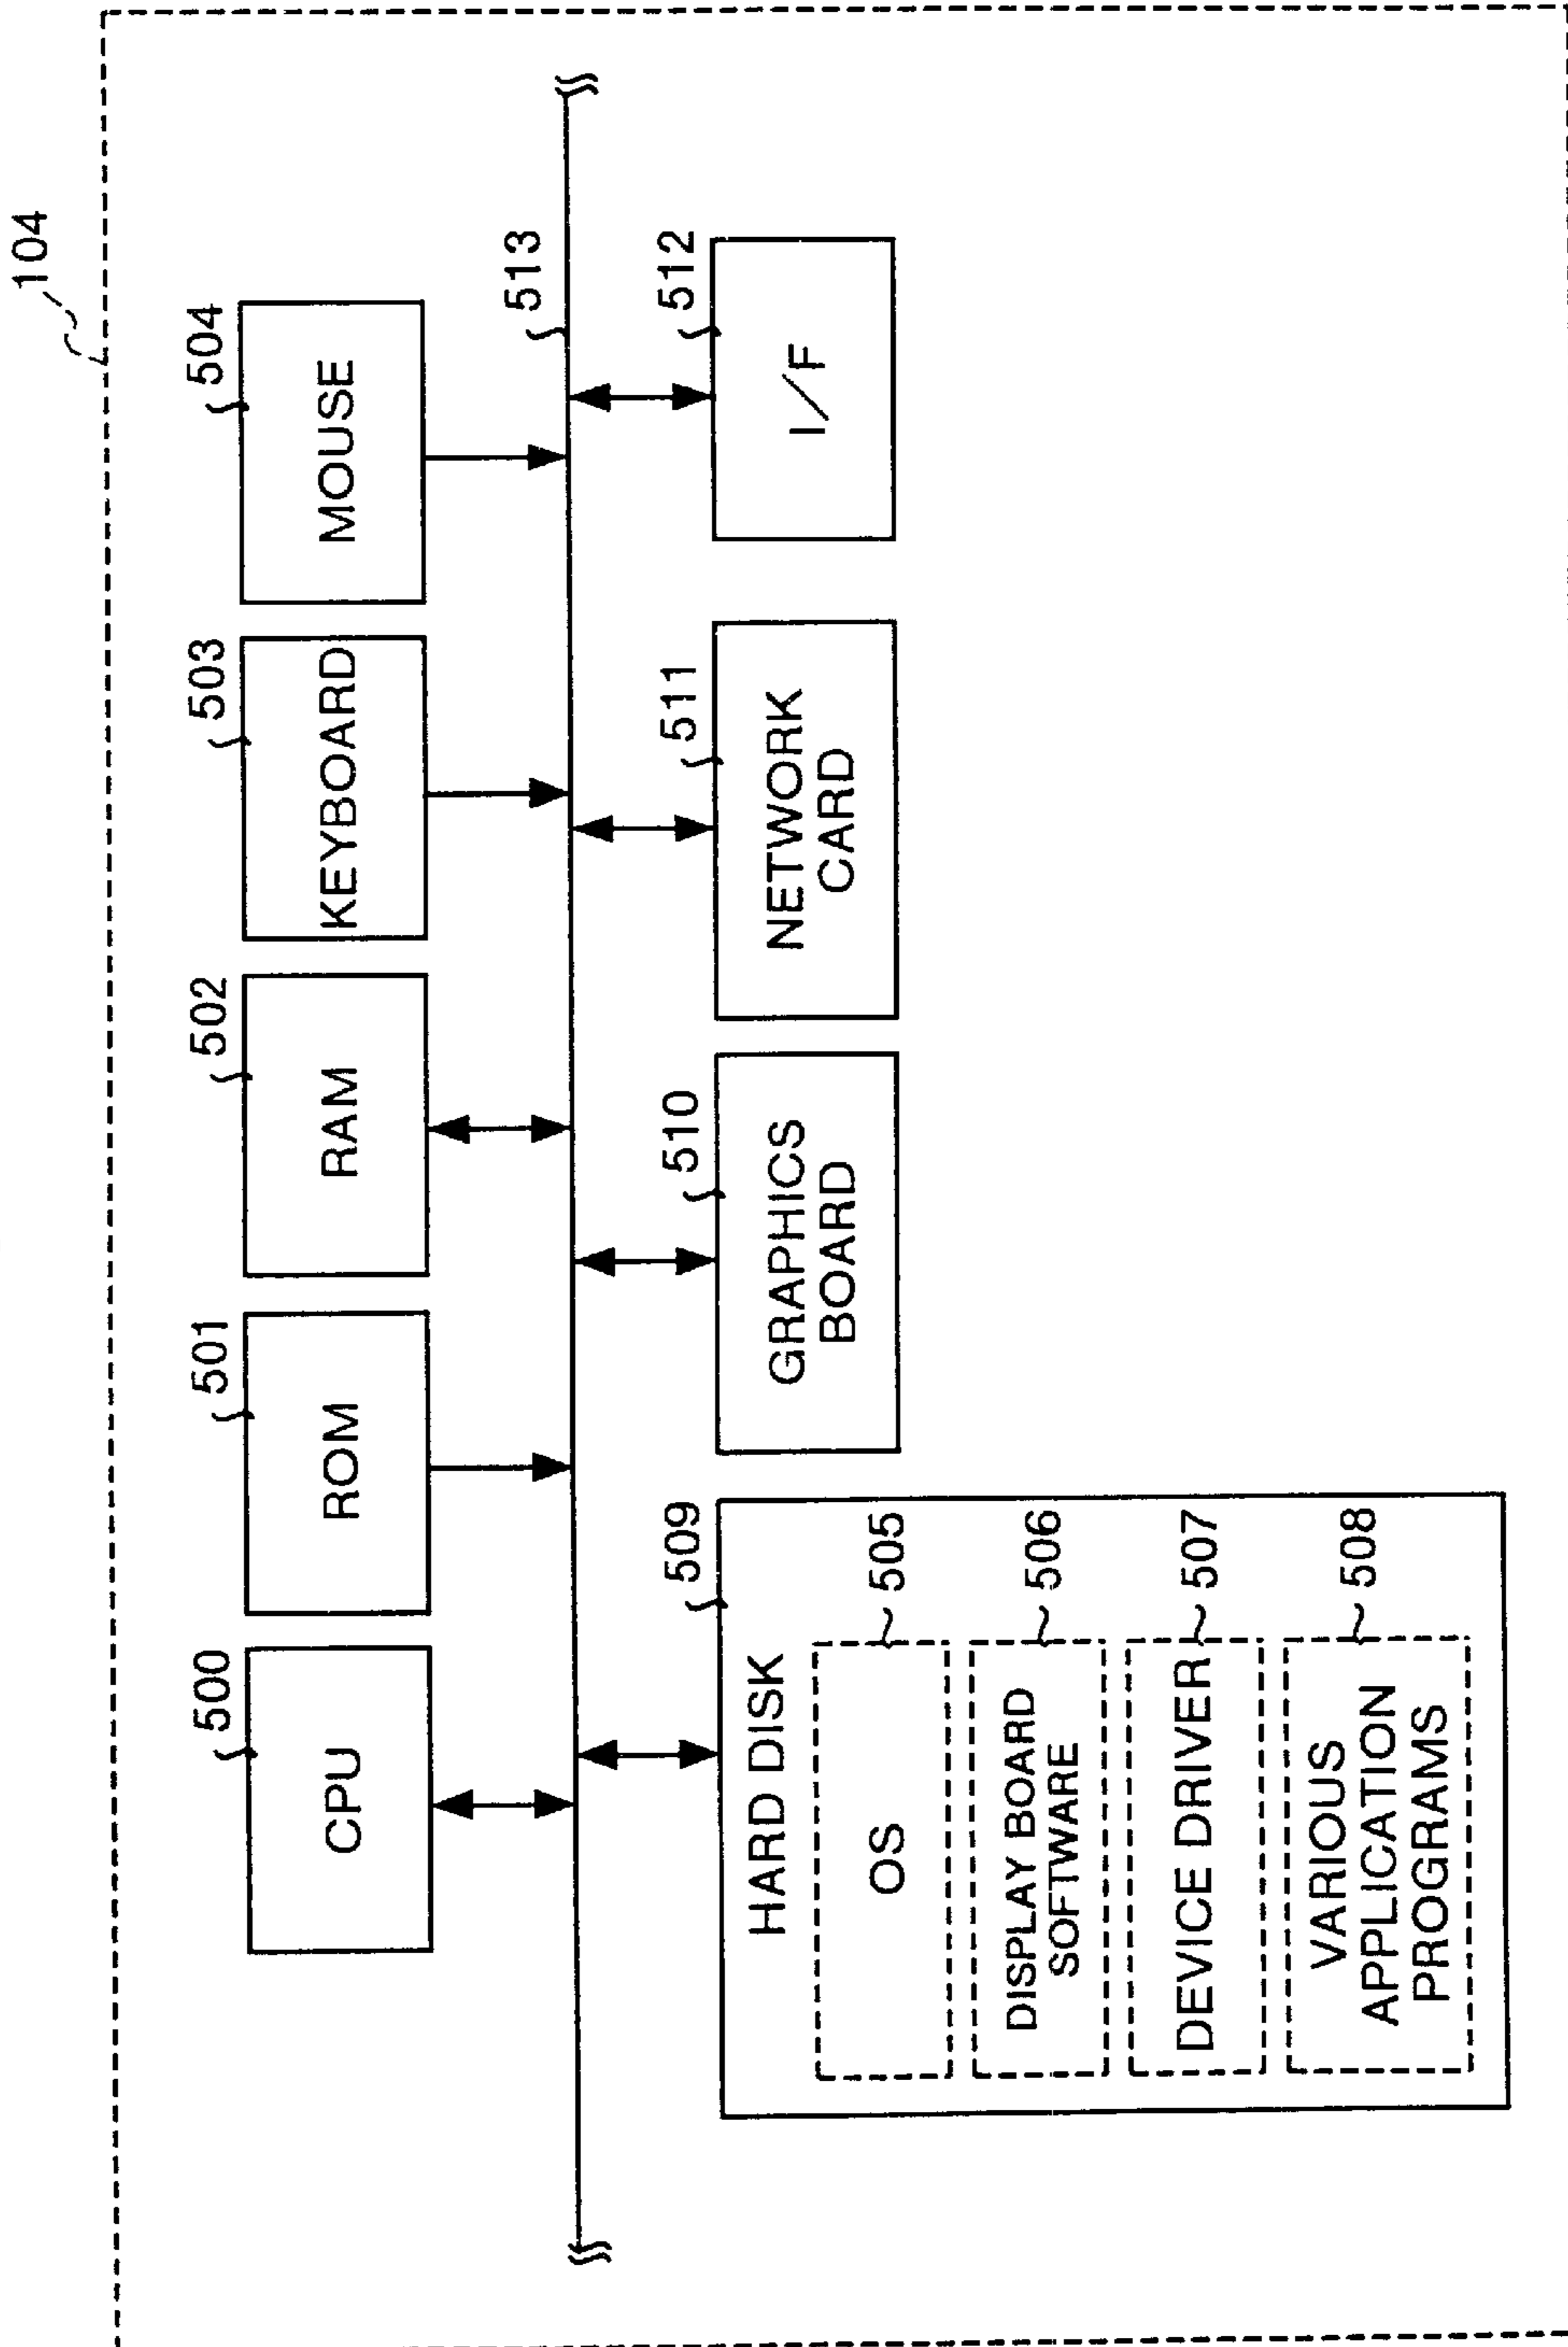 104
500
CPU
501
ROM
502
RAM
503
KEYBOARD
504
MOUSE
513
509
HARD DISK
OS
505
DISPLAY BOARD
SOFTWARE
506
DEVICE DRIVER
507
VARIOUS
APPLICATION
PROGRAMS
508
510
GRAPHICS
BOARD
511
NETWORK
CARD
512
I/F